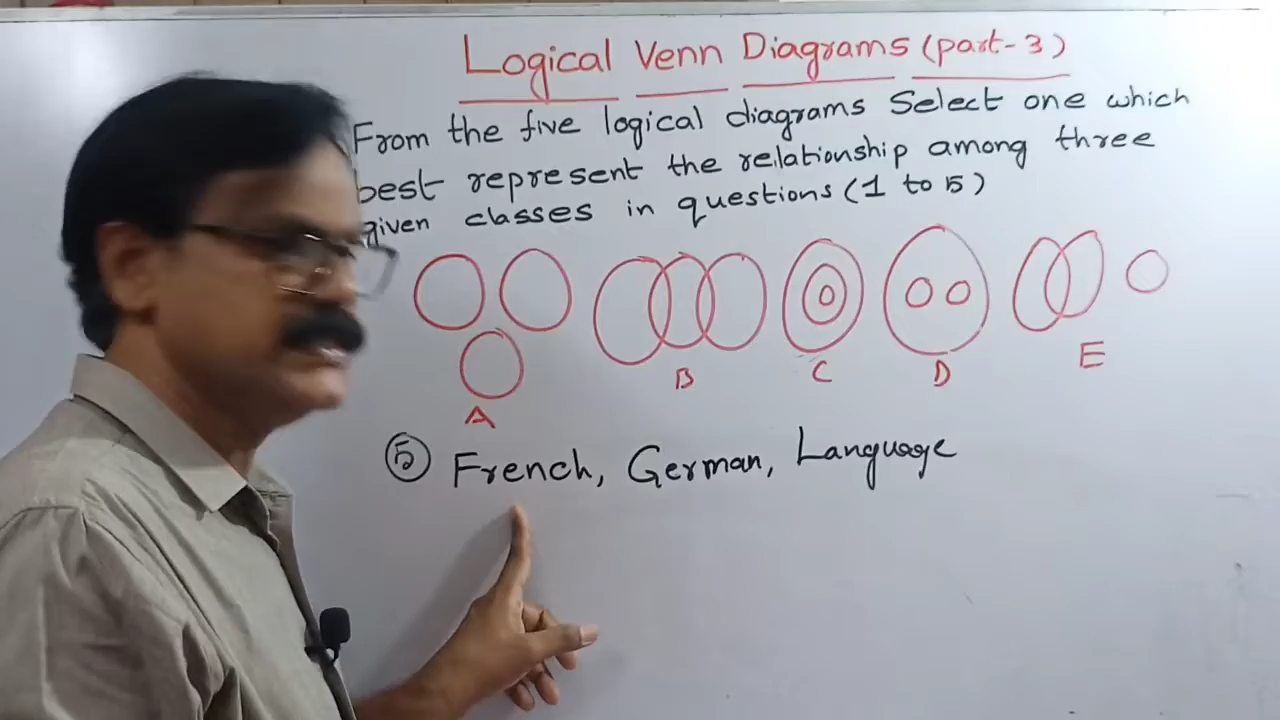 Logical Venn Diagrams (part-3)
From the five logical diagrams Select one which
best represent the relationship among three
given classes in questions (1 to 5)
A
B
C
D
E
5 French, German, Language